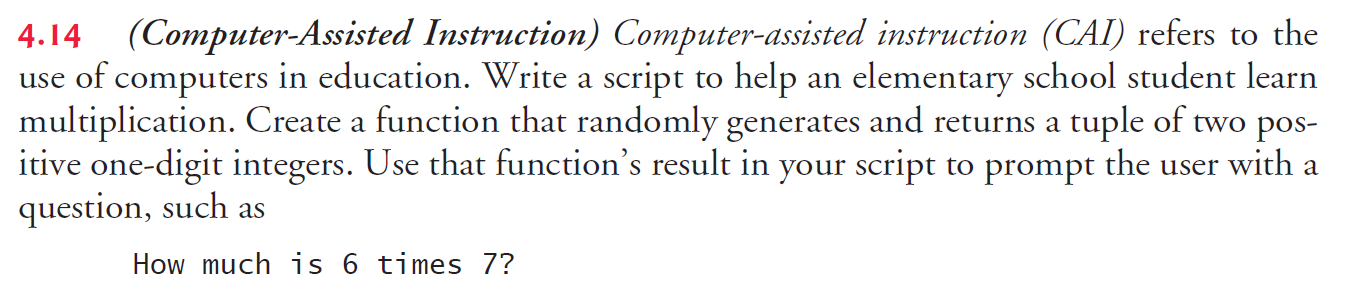 4.14 (Computer-Assisted Instruction) Computer-assisted instruction (CAI) refers to the
use of computers in education. Write a script to help an elementary school student learn
multiplication. Create a function that randomly generates and returns a tuple of two pos-
itive one-digit integers. Use that function’s result in your script to prompt the user with a
question, such as
How much is 6 times 7?